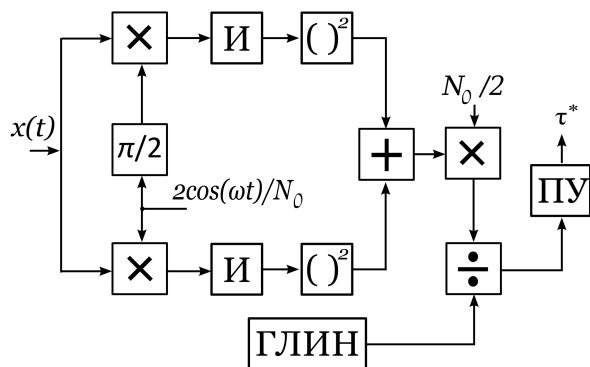 ×
И
( )²
x(t)
π/2
N₀/2
τ*
+
×
ПУ
2cos(ωt)/N₀
×
И
( )²
÷
ГЛИН